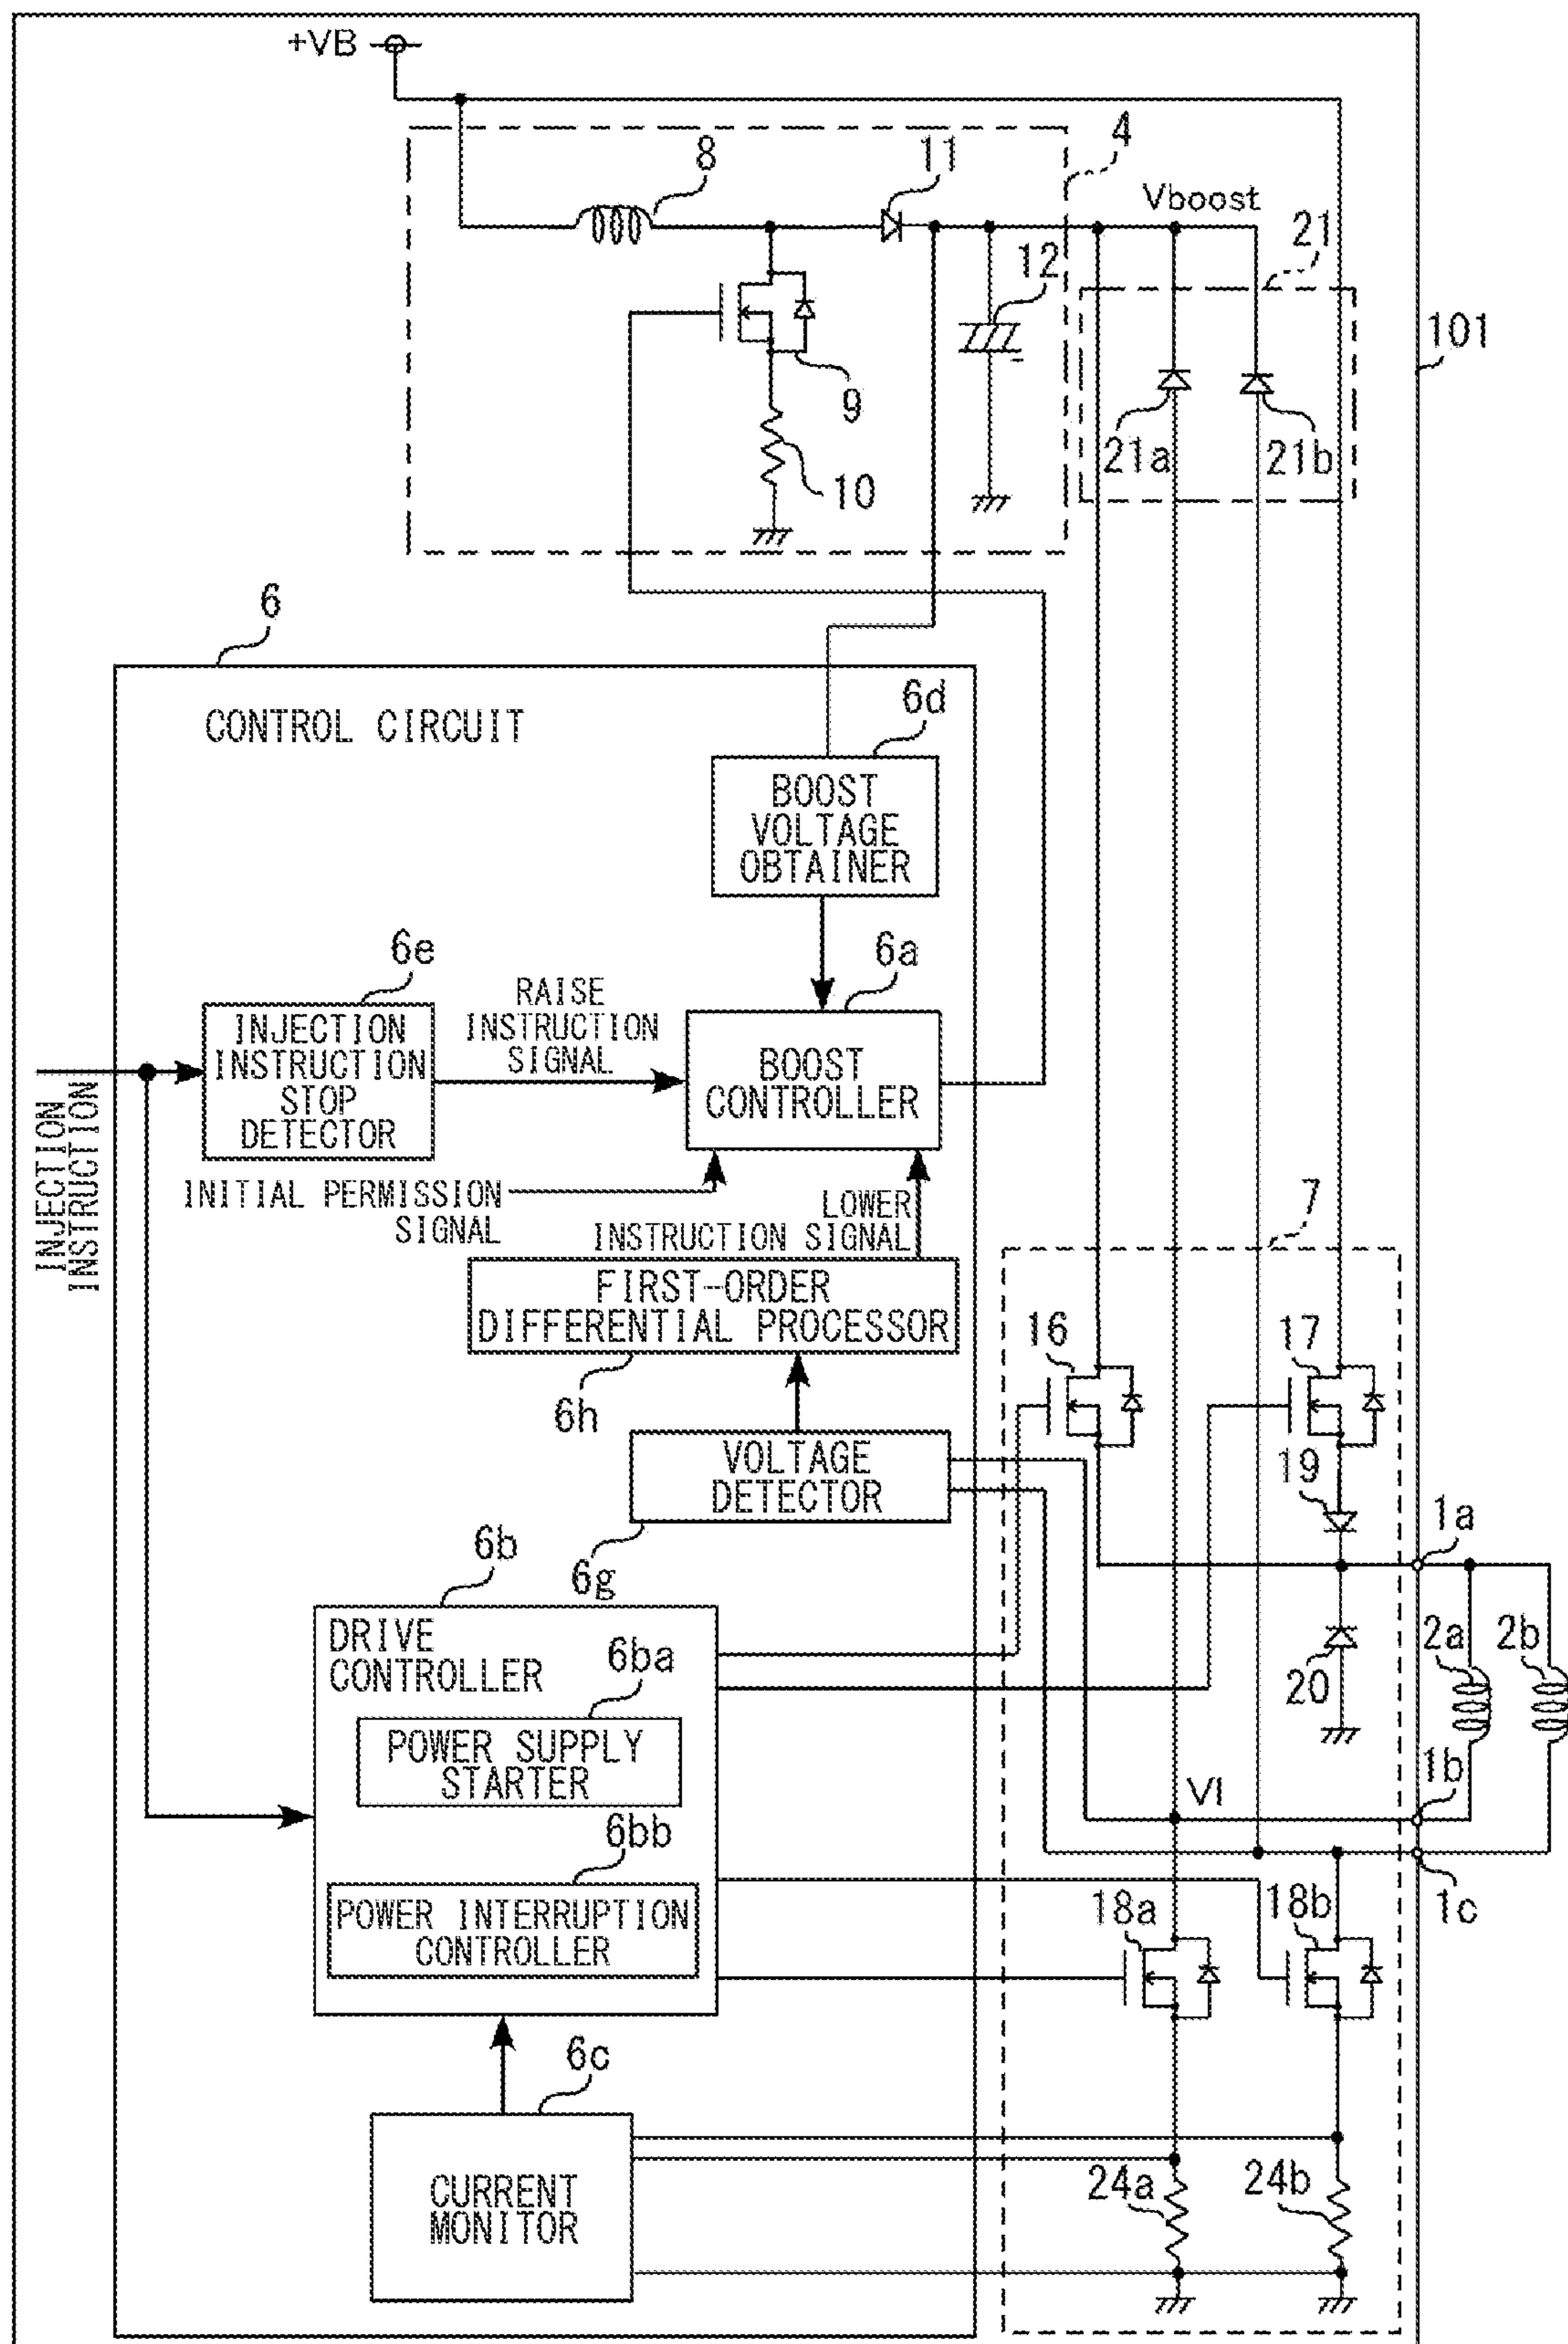 +VB
4
8
11
Vboost
21
12
101
9
21a
21b
10
6
CONTROL CIRCUIT
6d
BOOST
VOLTAGE
OBTAINER
6e
6a
RAISE
INSTRUCTION
SIGNAL
INJECTION
INSTRUCTION
STOP
DETECTOR
BOOST
CONTROLLER
INJECTION
INSTRUCTION
INITIAL PERMISSION
SIGNAL
LOWER
INSTRUCTION SIGNAL
7
FIRST-ORDER
DIFFERENTIAL PROCESSOR
16
17
6h
VOLTAGE
DETECTOR
19
1a
6b
6g
DRIVE
CONTROLLER
6ba
2a
2b
20
POWER SUPPLY
STARTER
1b
VI
6bb
POWER INTERRUPTION
CONTROLLER
18a
18b
1c
6c
CURRENT
MONITOR
24a
24b